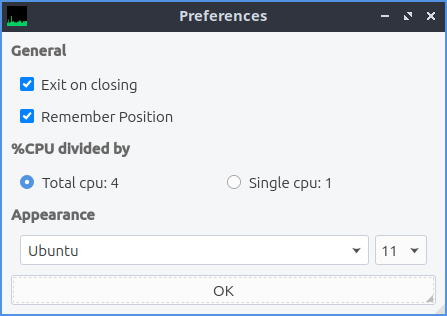 Preferences
General
Exit on closing
Remember Position
%CPU divided by
Total cpu: 4 Single cpu: 1
Appearance
Ubuntu 11
OK